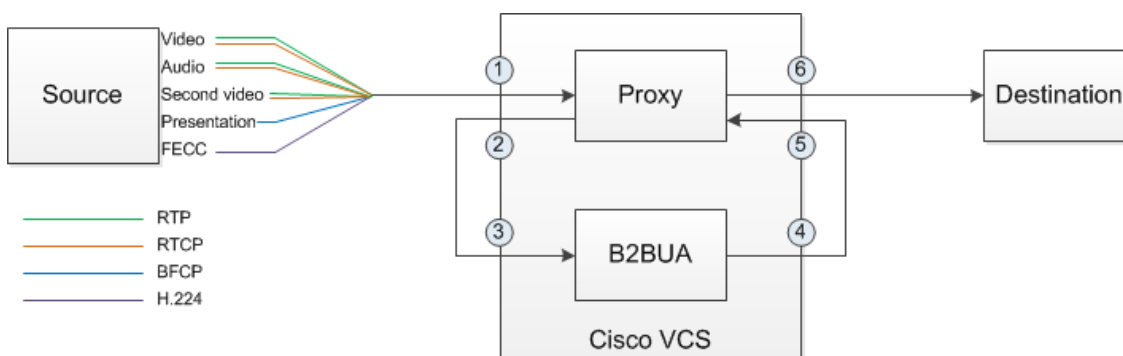 Video
Audio
Second video
Presentation
FECC
Source
1
6
Proxy
Destination
2
5
RTP
RTCP
BFCP
H.224
3
4
B2BUA
Cisco VCS